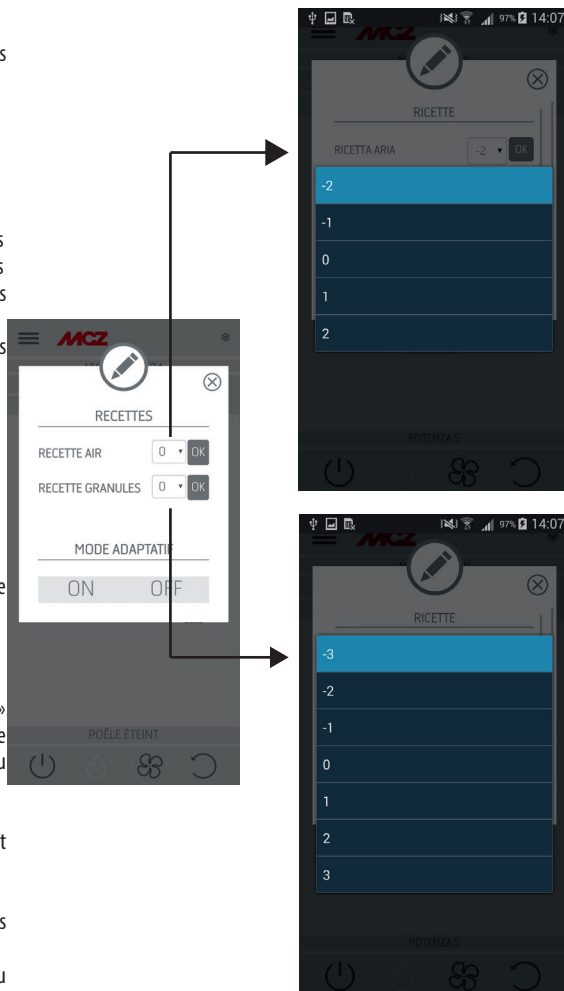 97% 14:07
MCZ
RICETTE
RICETTA ARIA -2 OK
-2
-1
0
1
2
POTENZA 5
MCZ
RECETTES
RECETTE AIR 0 OK
RECETTE GRANULES 0 OK
MODE ADAPTATIF
ON OFF
POÊLE ÉTEINT
97% 14:07
MCZ
RICETTE
-3
-2
-1
0
1
2
3
POTENZA 5
s
s
s
s
s
e
»,
e
u
t
s
u